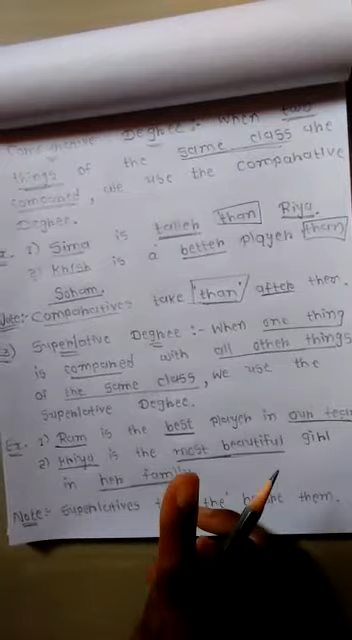 Comparative Degree :- When two
things of the same class are
compared, we use the comparative
Degree.
Ex. 1) Sima is taller than Riya.
2) Krish is a better player than
Soham.
Note:- Comparatives take 'than' after them.
3) Superlative Degree :- When one thing
is compared with all other things
of the same class, we use the
Superlative Degree.
Ex. 1) Ram is the best player in our team
2) Priya is the most beautiful girl
in her family
Note:- Superlatives the' them.